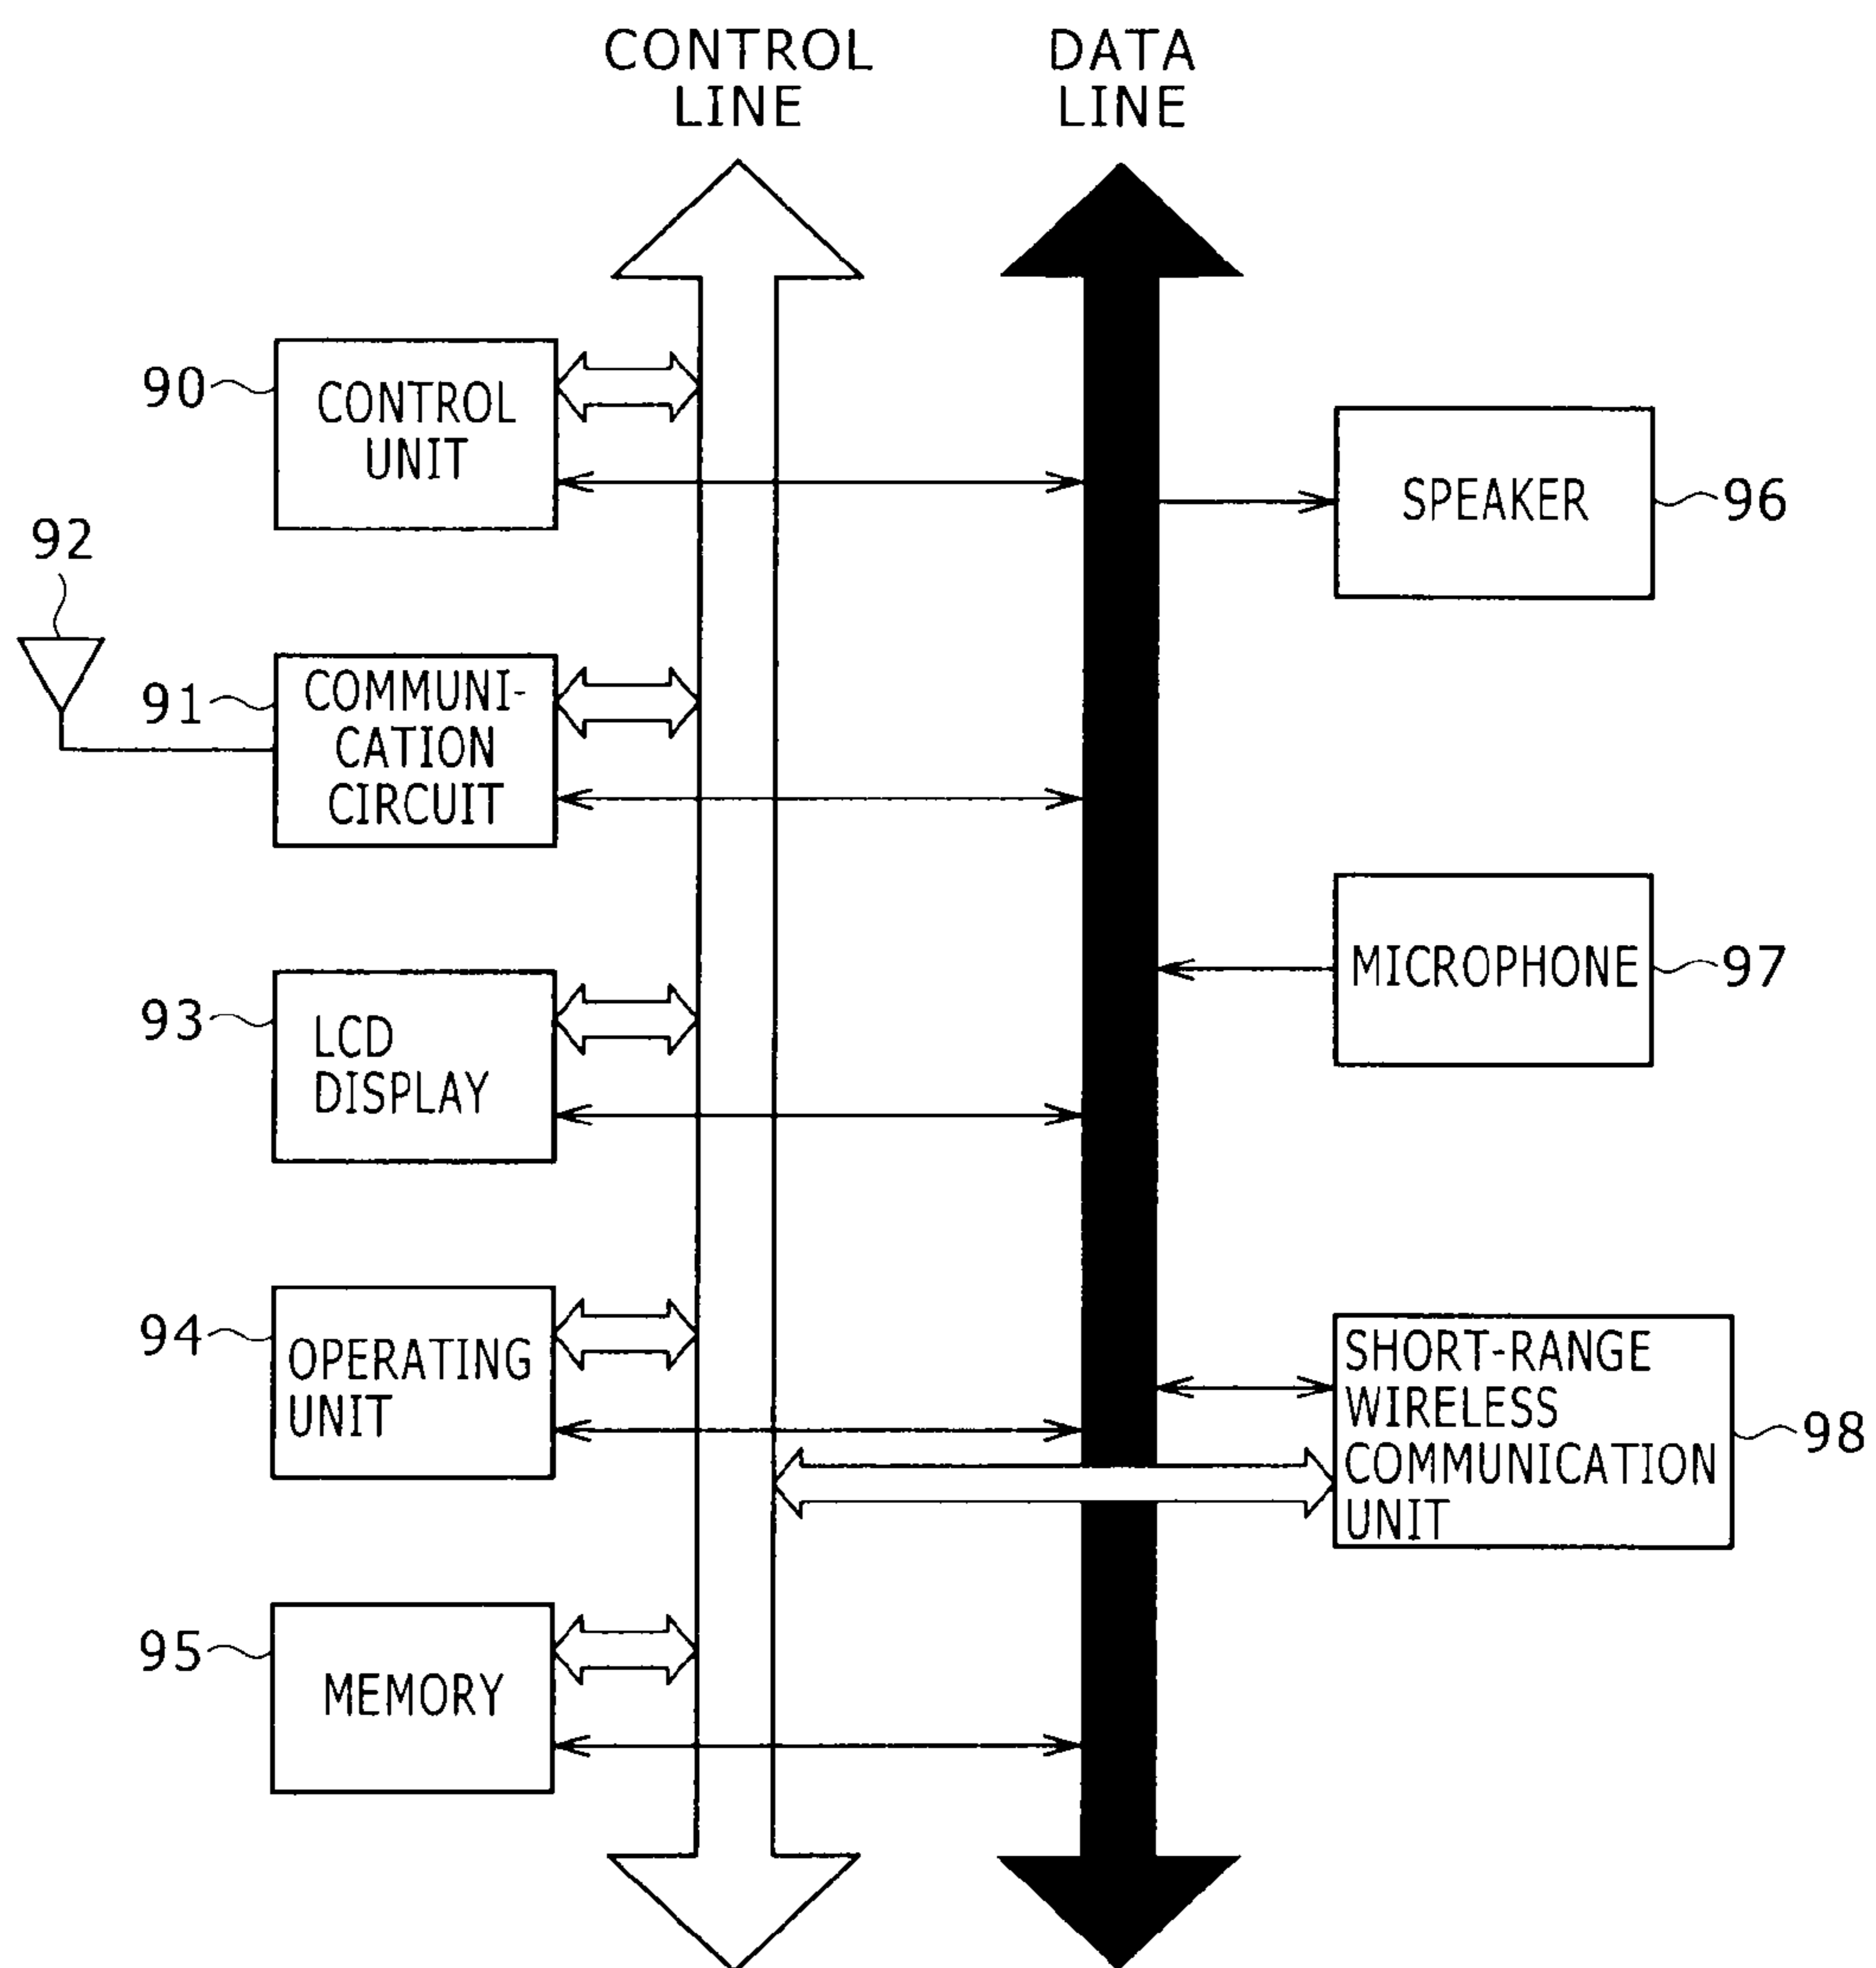 CONTROL
LINE
DATA
LINE
90
CONTROL
UNIT
SPEAKER
96
92
91
COMMUNI-
CATION
CIRCUIT
MICROPHONE
97
93
LCD
DISPLAY
94
OPERATING
UNIT
SHORT-RANGE
WIRELESS
COMMUNICATION
UNIT
98
95
MEMORY